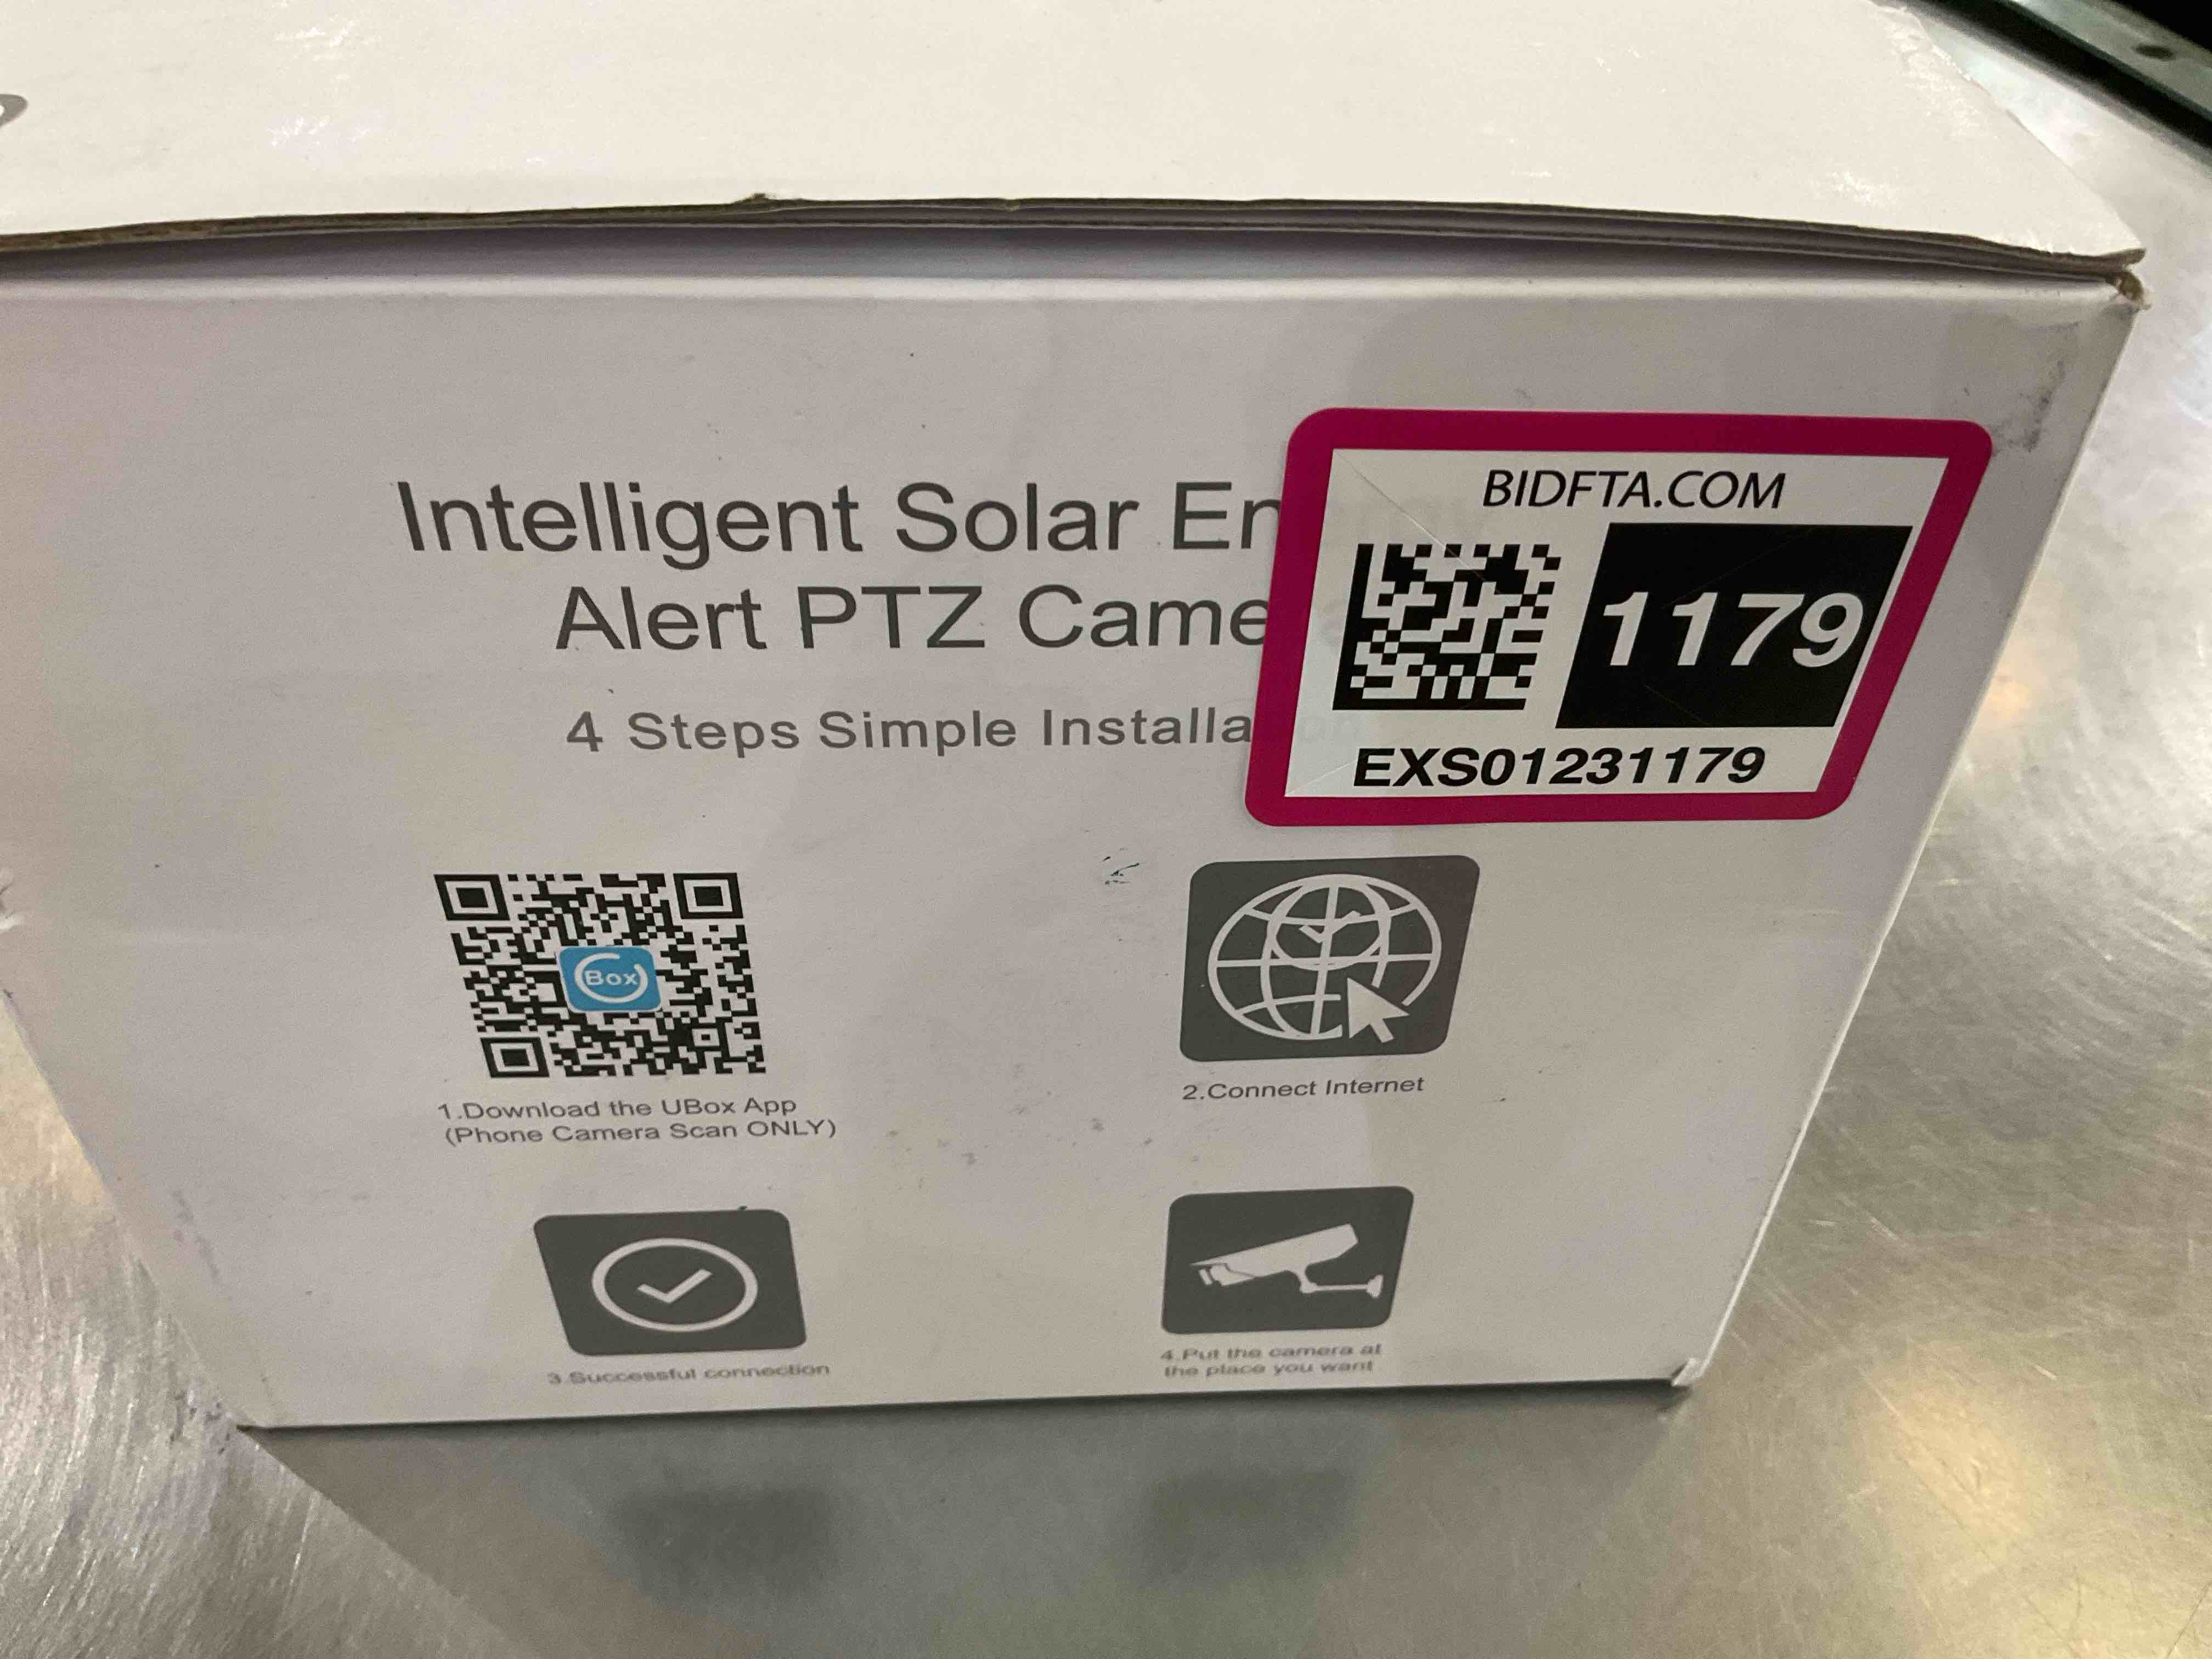 Intelligent Solar En
Alert PTZ Came
4 Steps Simple Installa
BIDFTA.COM
1179
EXS01231179
Box
1.Download the UBox App
(Phone Camera Scan ONLY)
2.Connect Internet
3.Successful connection
4.Put the camera at
the place you want